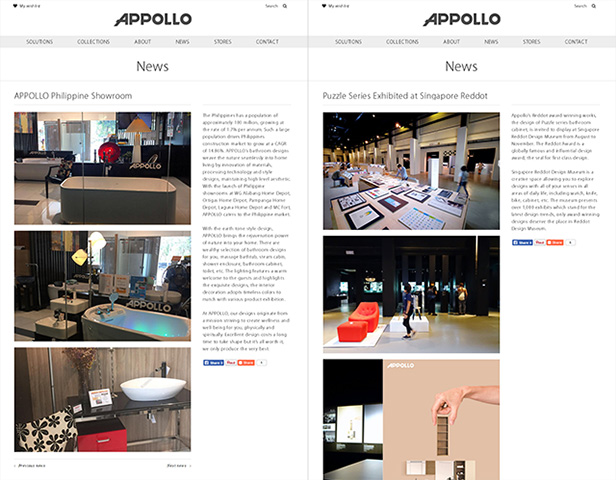 My wish list
Search
APPOLLO
SOLUTIONS COLLECTIONS ABOUT NEWS STORES CONTACT
News
APPOLLO Philippine Showroom
The Philippines has a population of
approximately 100 million, growing at
the rate of 1.7% per annum. Such a large
population drives Philippines
construction market to grow at a CAGR
of 14.86%. APPOLLO's bathroom designs
weave the nature seamlessly into home
living by innovation of materials,
processing technology and style
designs, maintaining high level aesthetic.
With the launch of Philippine
showrooms at WG Alabang Home Depot,
Ortigas Home Depot, Pampanga Home
Depot, Laguna Home Depot and MC Fort,
APPOLLO caters to the Philippine market.
With the earth tone style design,
APPOLLO brings the rejuvenation power
of nature into your home. There are
wealthy selection of bathroom designs
for you, massage bathtub, steam cabin,
shower enclosure, bathroom cabinet,
toilet, etc. The lighting features a warm
welcome to the guests and highlights
the exquisite designs, the interior
decoration adopts timeless colors to
match with various product exhibition.
At APPOLLO, our designs originate from
a mission striving to create wellness and
well being for you, physically and
spiritually. Excellent design costs a long
time to take shape but it's all worth it,
we only produce the very best.
Share
Pinit
Share
Previous news
Next news
My wish list
Search
APPOLLO
SOLUTIONS COLLECTIONS ABOUT NEWS STORES CONTACT
News
Puzzle Series Exhibited at Singapore Reddot
Appollo's Reddot award winning works,
the design of Puzzle series bathroom
cabinet, is invited to display at Singapore
Reddot Design Museum from August to
November. The Reddot Award is a
globally famous and influential design
award, the seal for first class design.
Singapore Reddot Design Museum is a
creative space allowing you to explore
designs with all of your senses in all
areas of daily life, including watch, knife,
bike, cabinet, etc. The museum presents
over 1,000 exhibits which stand for the
latest design trends, only award winning
designs deserve the place in Reddot
Design Museum.
Share
Pinit
Share
APPOLLO
APPOLLO